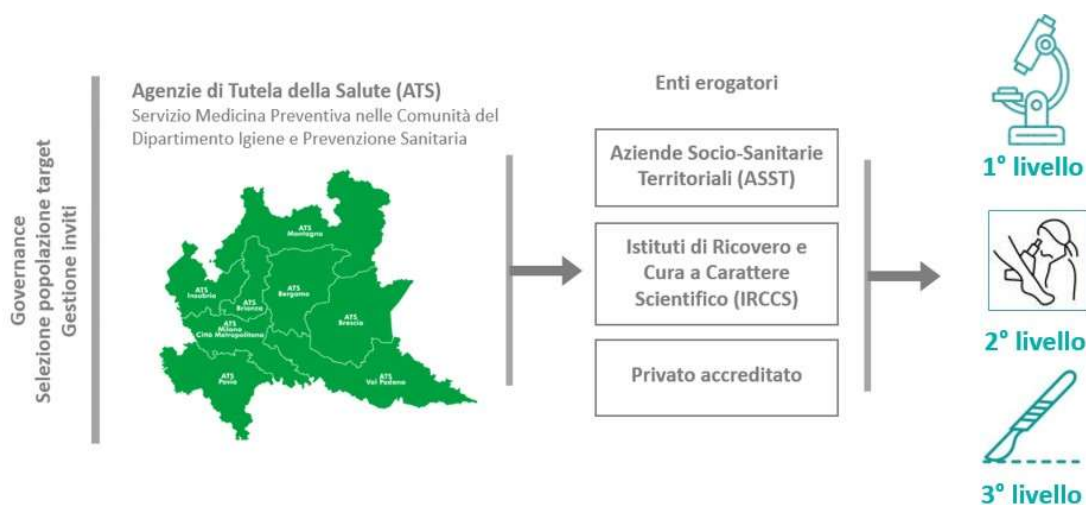 Governance
Selezione popolazione target
Gestione inviti
Agenzie di Tutela della Salute (ATS)
Servizio Medicina Preventiva nelle Comunità del
Dipartimento Igiene e Prevenzione Sanitaria
ATS
Montagna
ATS
Insubria
ATS
Brianza
ATS
Bergamo
ATS
Brescia
ATS
Milano
Città Metropolitana
ATS
Pavia
ATS
Val Padana
Enti erogatori
Aziende Socio-Sanitarie
Territoriali (ASST)
Istituti di Ricovero e
Cura a Carattere
Scientifico (IRCCS)
Privato accreditato
1° livello
2° livello
3° livello